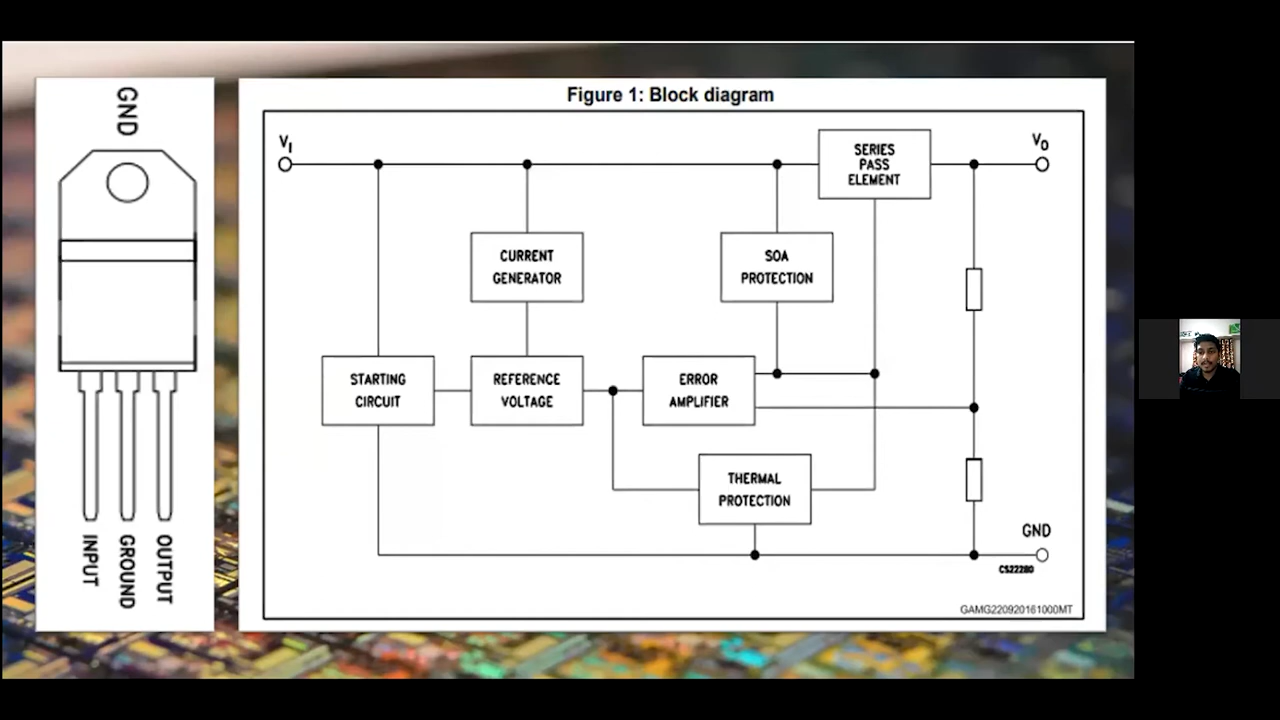 GND
INPUT
GROUND
OUTPUT
Figure 1: Block diagram
VI
SERIES
PASS
ELEMENT
VO
CURRENT
GENERATOR
SOA
PROTECTION
STARTING
CIRCUIT
REFERENCE
VOLTAGE
ERROR
AMPLIFIER
THERMAL
PROTECTION
GND
CS22280
GAMG220920161000MT